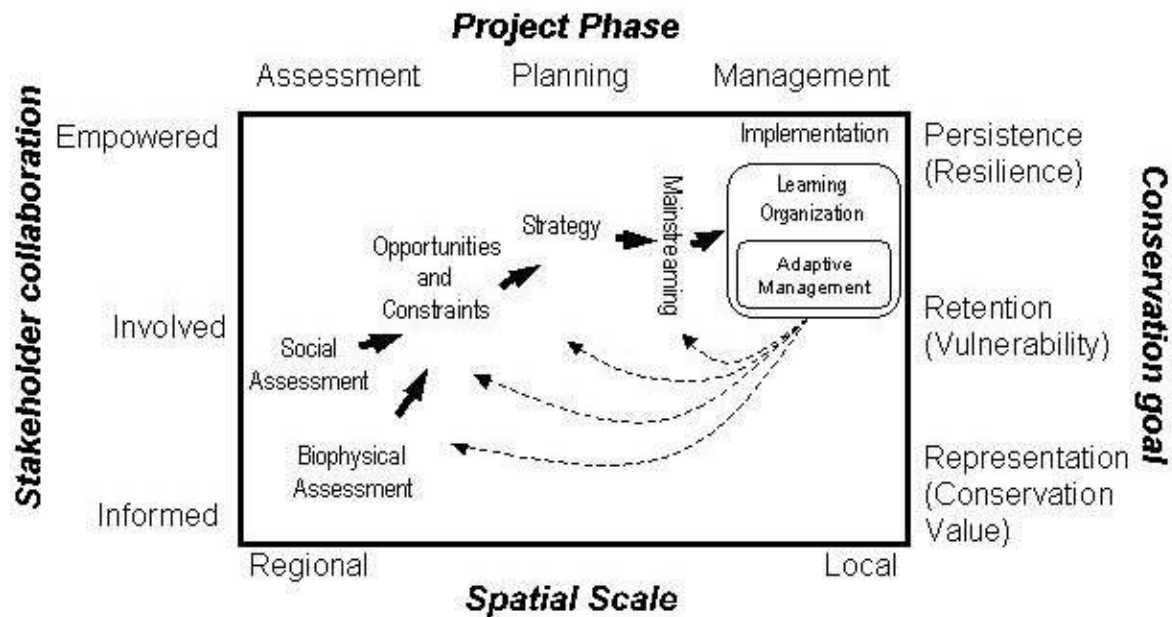 Project Phase
Assessment
Planning
Management
Stakeholder collaboration
Empowered
Involved
Informed
Implementation
Learning
Organization
Adaptive
Management
Mainstreaming
Strategy
Opportunities
and
Constraints
Social
Assessment
Biophysical
Assessment
Persistence
(Resilience)
Retention
(Vulnerability)
Representation
(Conservation
Value)
Conservation goal
Regional
Local
Spatial Scale